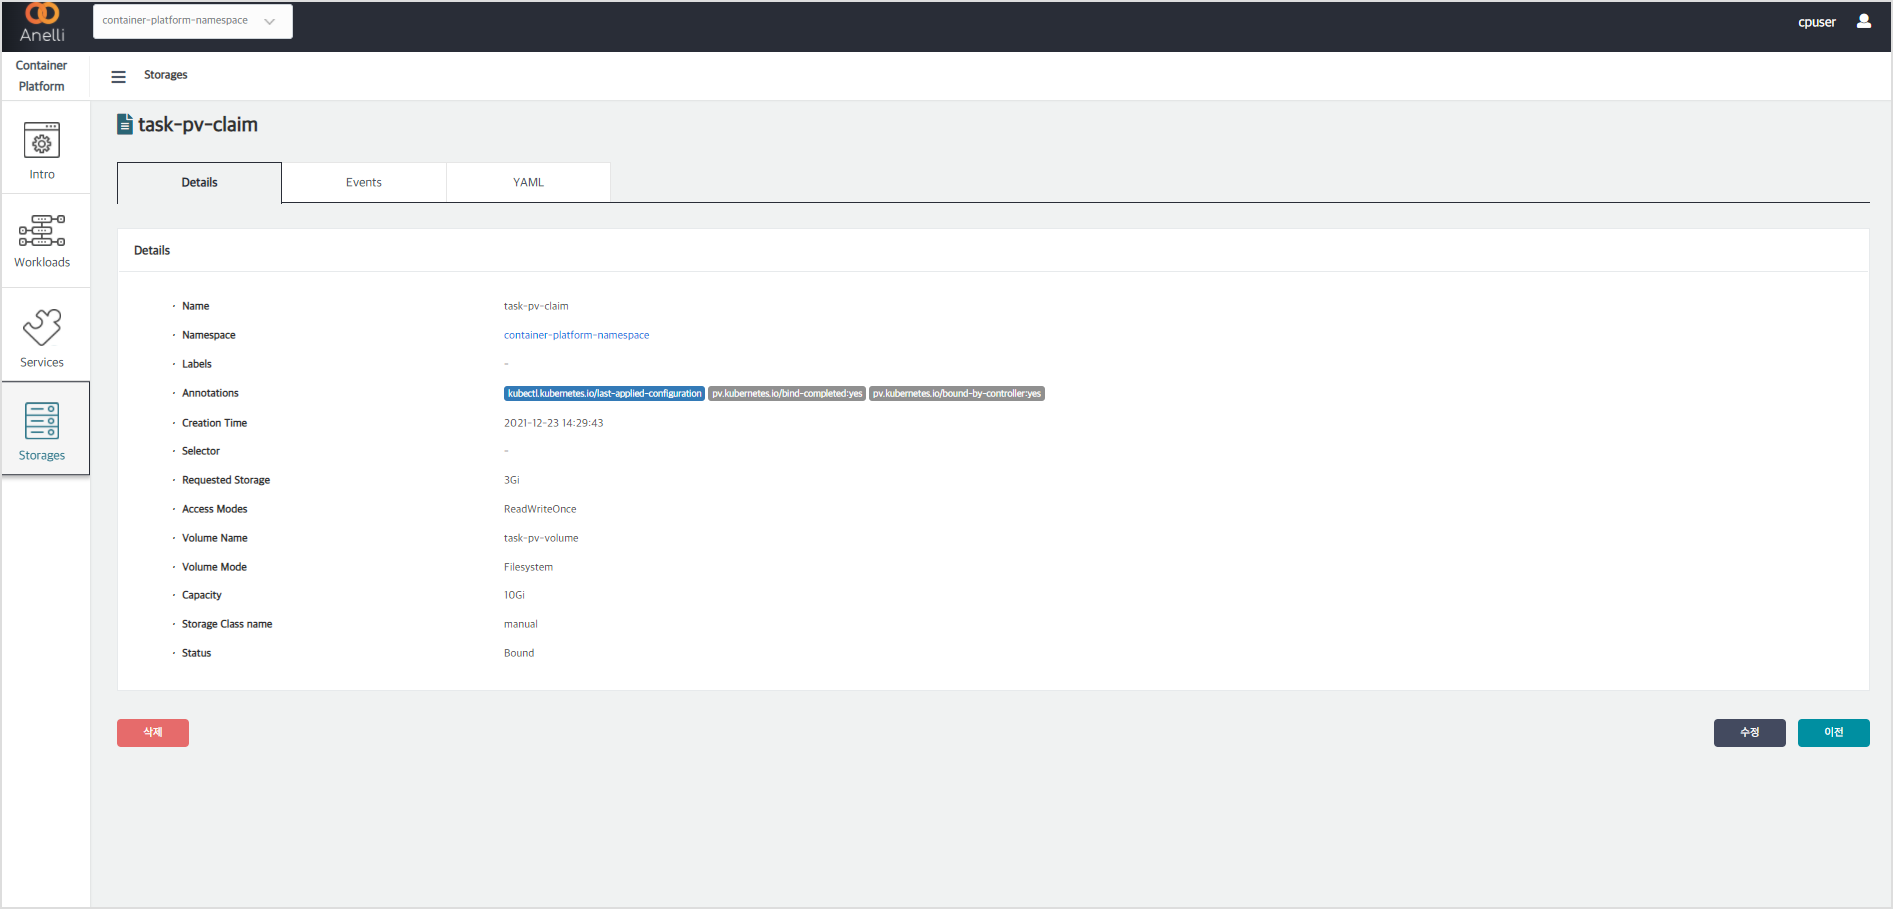 Anelli
container-platform-namespace
cpuser
Container
Platform
Storages
Intro
Workloads
Services
Storages
task-pv-claim
Details Events YAML
Details
Name task-pv-claim
Namespace container-platform-namespace
Labels -
Annotations kubectl.kubernetes.io/last-applied-configuration pv.kubernetes.io/bind-completed:yes pv.kubernetes.io/bound-by-controller:yes
Creation Time 2021-12-23 14:29:43
Selector -
Requested Storage 3Gi
Access Modes ReadWriteOnce
Volume Name task-pv-volume
Volume Mode Filesystem
Capacity 10Gi
Storage Class name manual
Status Bound
삭제 수정 이전